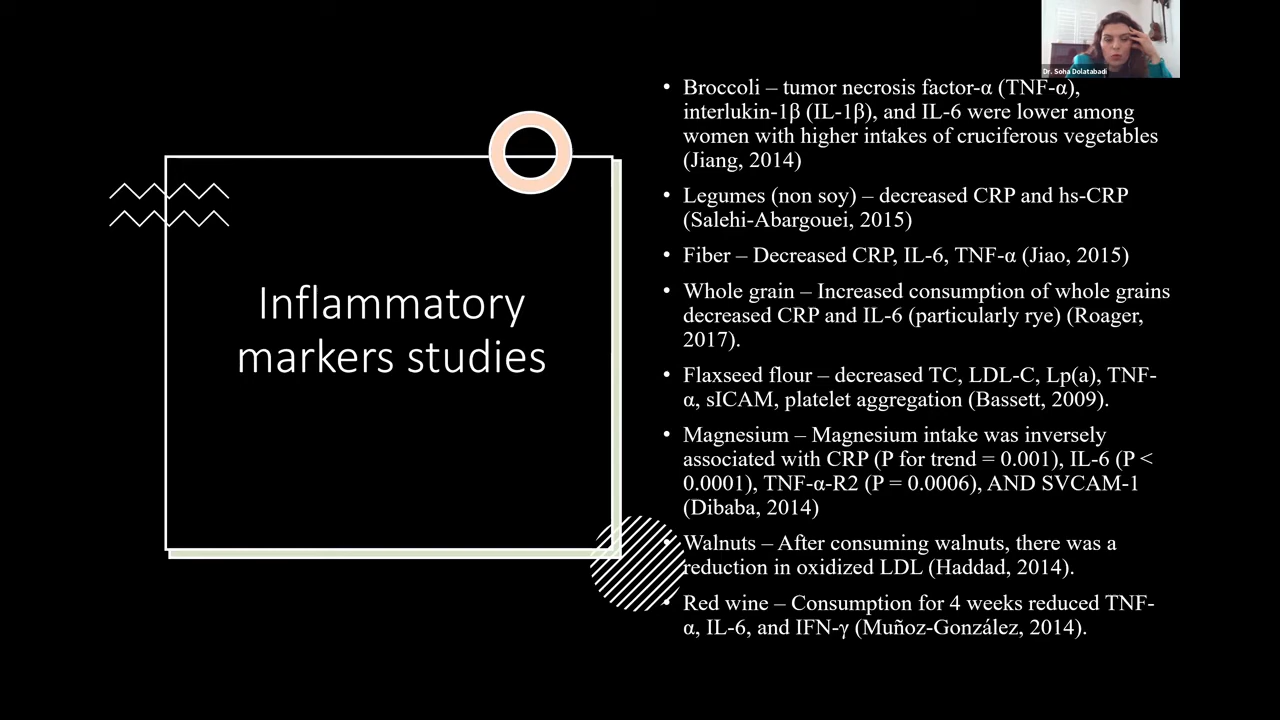 Dr. Soha Dolatabadi
Inflammatory
markers studies
• Broccoli – tumor necrosis factor-α (TNF-α),
interlukin-1β (IL-1β), and IL-6 were lower among
women with higher intakes of cruciferous vegetables
(Jiang, 2014)
• Legumes (non soy) – decreased CRP and hs-CRP
(Salehi-Abargouei, 2015)
• Fiber – Decreased CRP, IL-6, TNF-α (Jiao, 2015)
• Whole grain – Increased consumption of whole grains
decreased CRP and IL-6 (particularly rye) (Roager,
2017).
• Flaxseed flour – decreased TC, LDL-C, Lp(a), TNF-
α, sICAM, platelet aggregation (Bassett, 2009).
• Magnesium – Magnesium intake was inversely
associated with CRP (P for trend = 0.001), IL-6 (P <
0.0001), TNF-α-R2 (P = 0.0006), AND SVCAM-1
(Dibaba, 2014)
• Walnuts – After consuming walnuts, there was a
reduction in oxidized LDL (Haddad, 2014).
• Red wine – Consumption for 4 weeks reduced TNF-
α, IL-6, and IFN-γ (Muñoz-González, 2014).